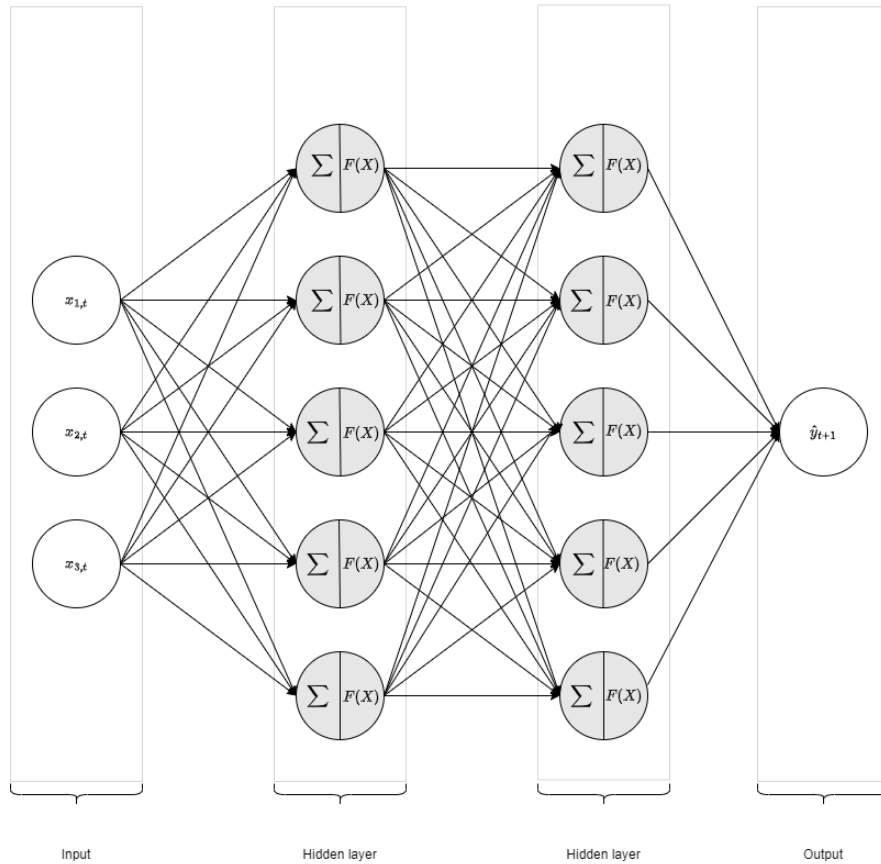 ∑ F(X) ∑ F(X)
x₁,ₜ ∑ F(X) ∑ F(X)
x₂,ₜ ∑ F(X) ∑ F(X) ŷₜ₊₁
x₃,ₜ ∑ F(X) ∑ F(X)
∑ F(X) ∑ F(X)
Input Hidden layer Hidden layer Output